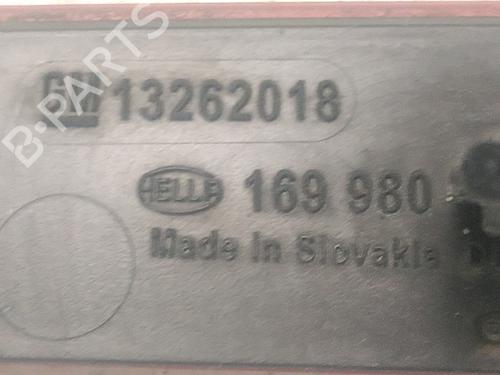 B-PARTS
GM 13262018
HELLA 169 980
Made in Slovakia